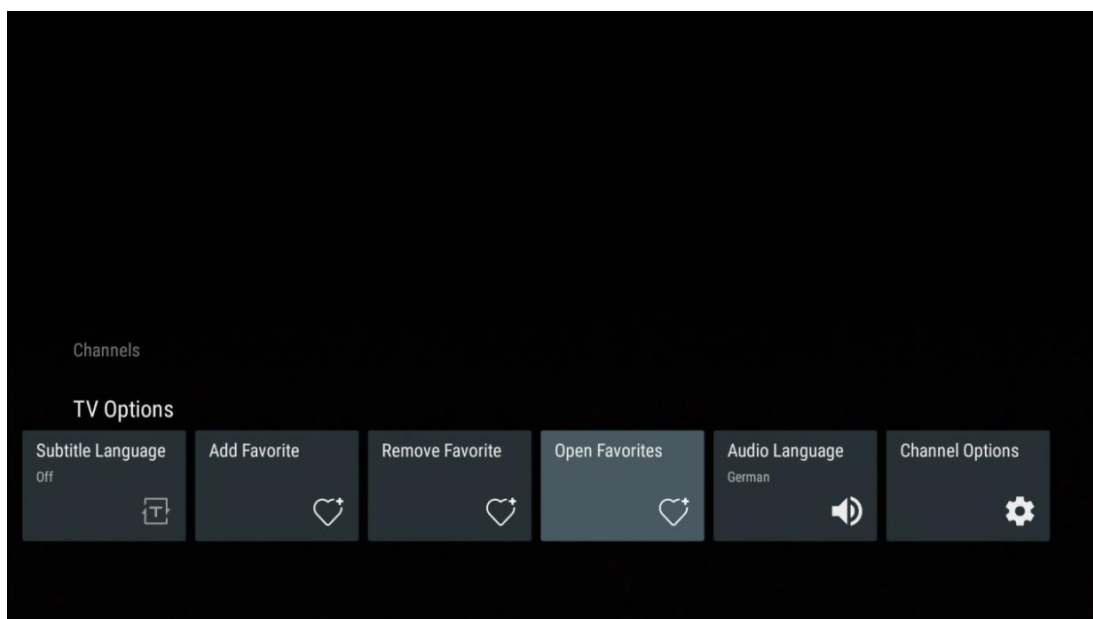 Channels
TV Options
Subtitle Language
Off
Add Favorite
Remove Favorite
Open Favorites
Audio Language
German
Channel Options